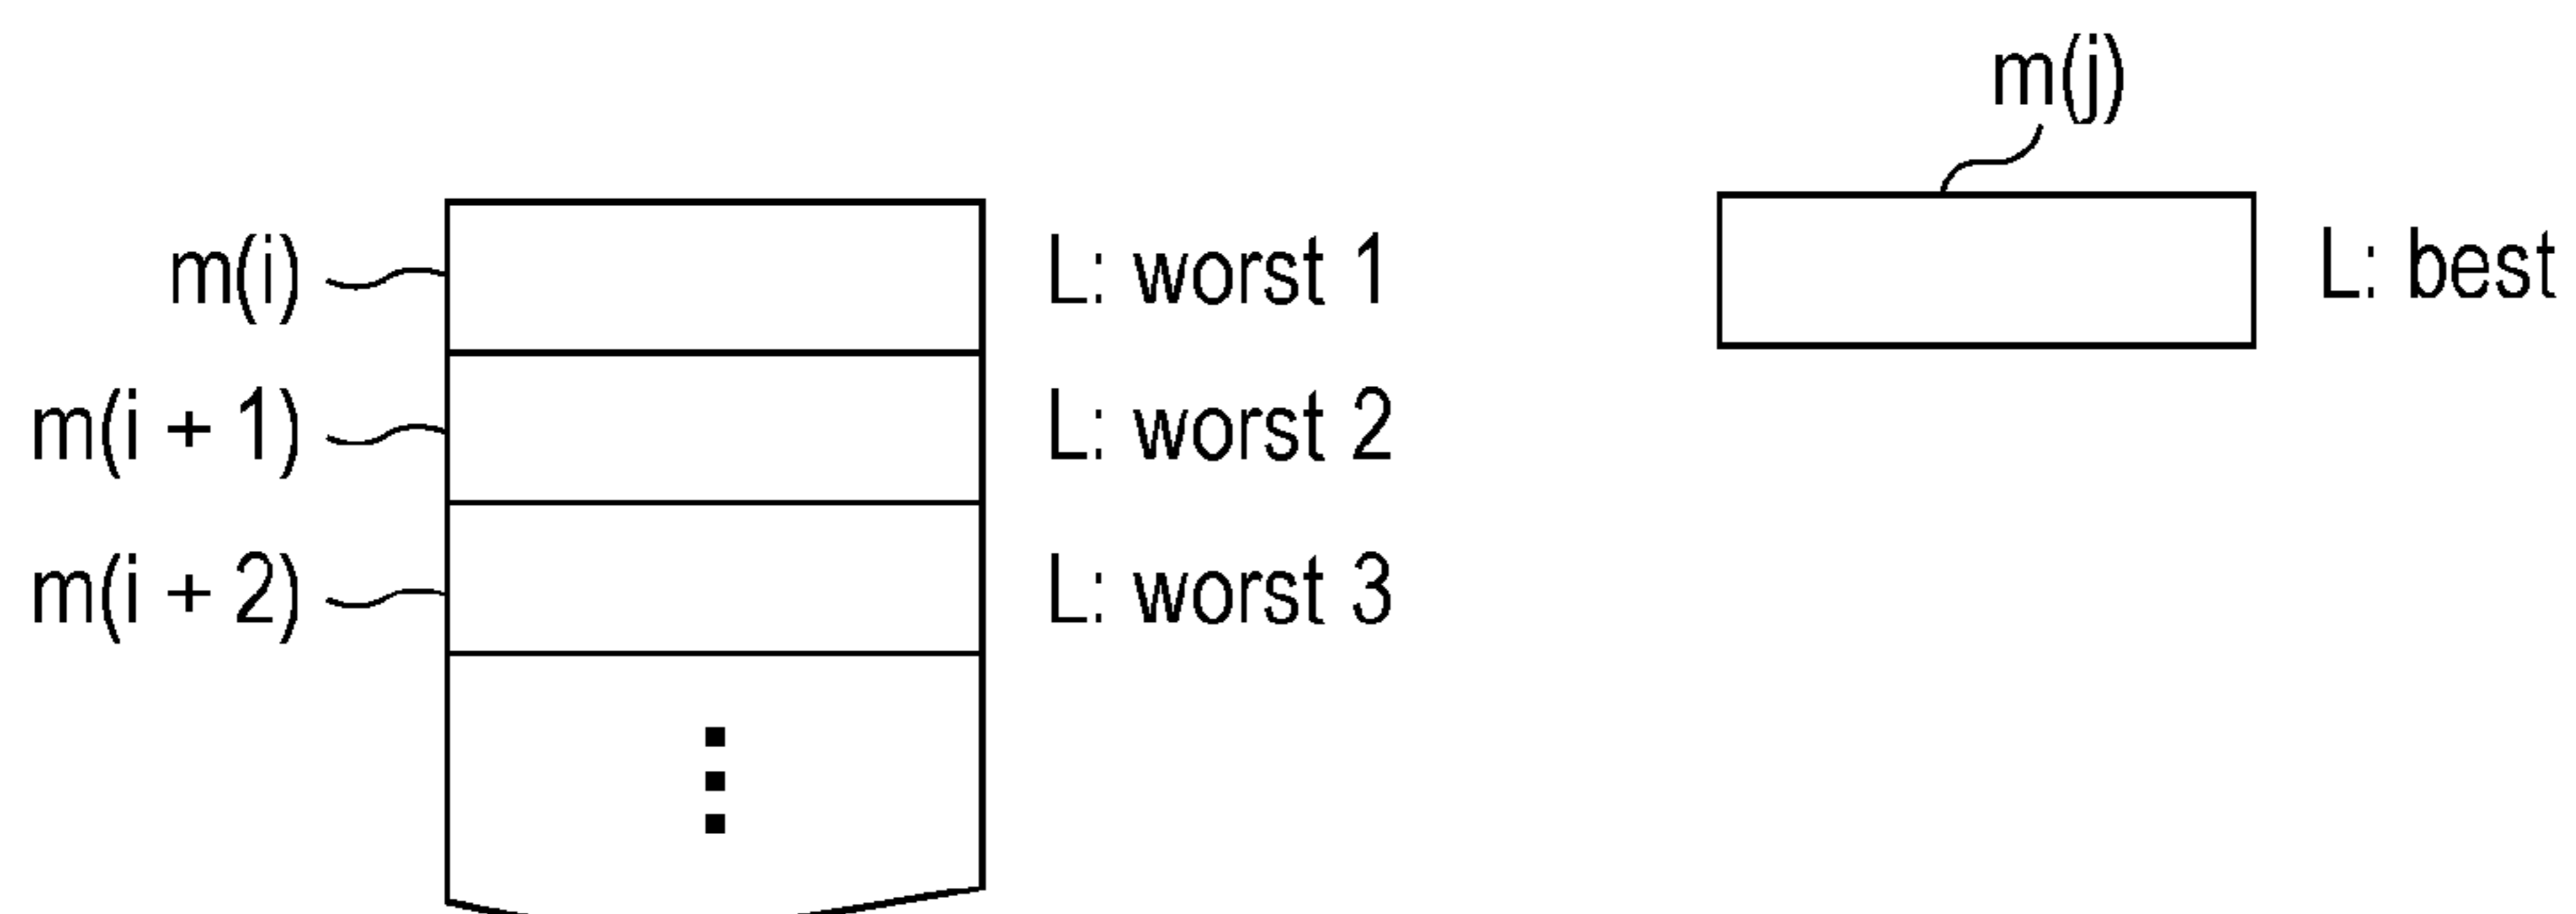 m(j)
m(i) L: worst 1
L: best
m(i + 1) L: worst 2
m(i + 2) L: worst 3